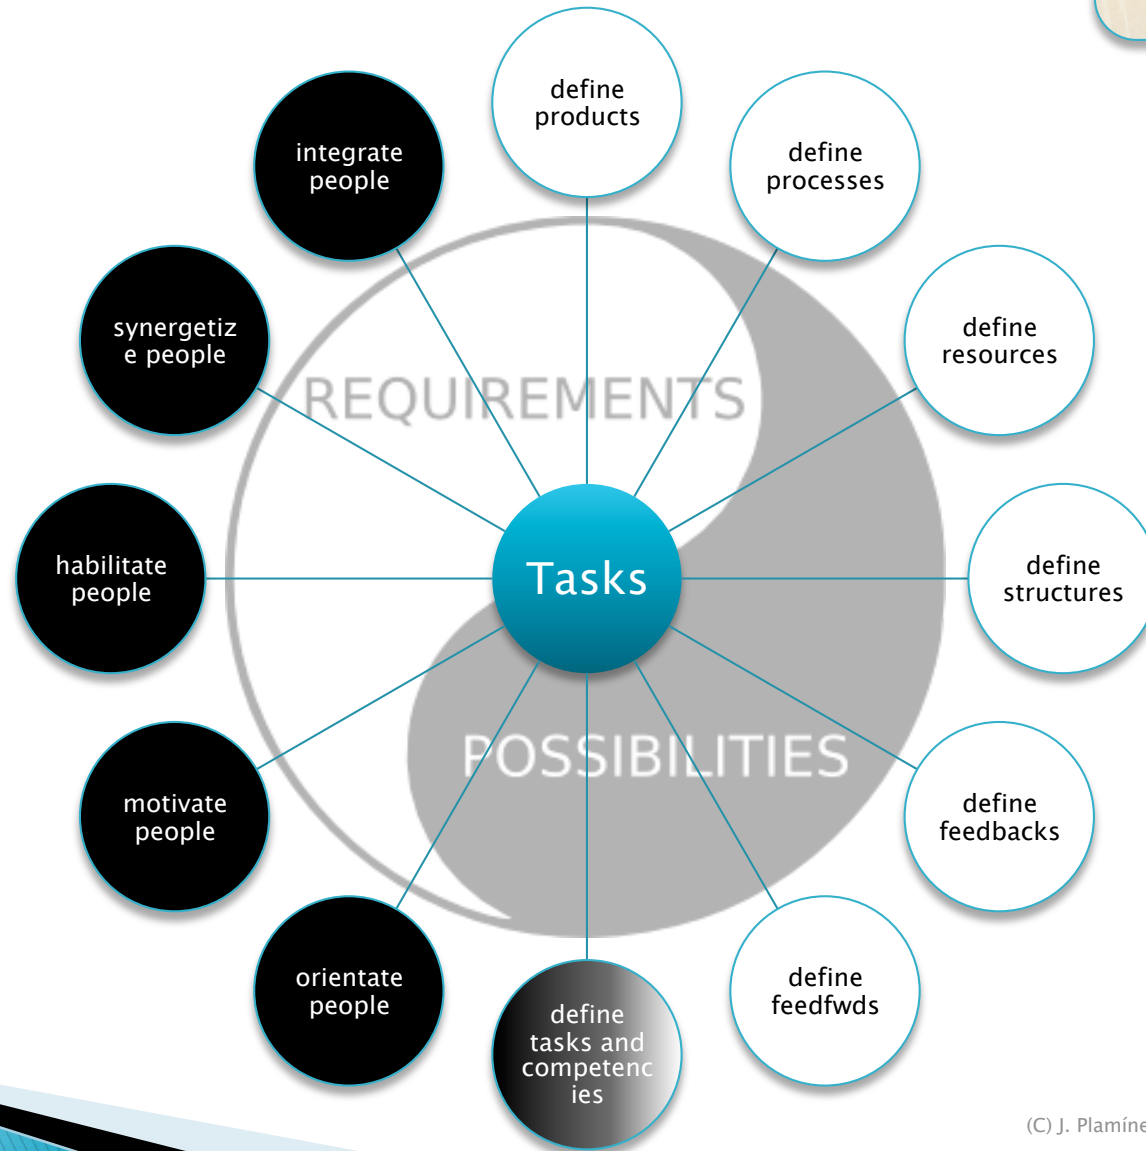 define
products
define
processes
define
resources
define
structures
define
feedbacks
define
feedfwds
define
tasks and
competenc
ies
orientate
people
motivate
people
habilitate
people
synergetiz
e people
integrate
people
REQUIREMENTS
Tasks
POSSIBILITIES
(C) J. Plamíne